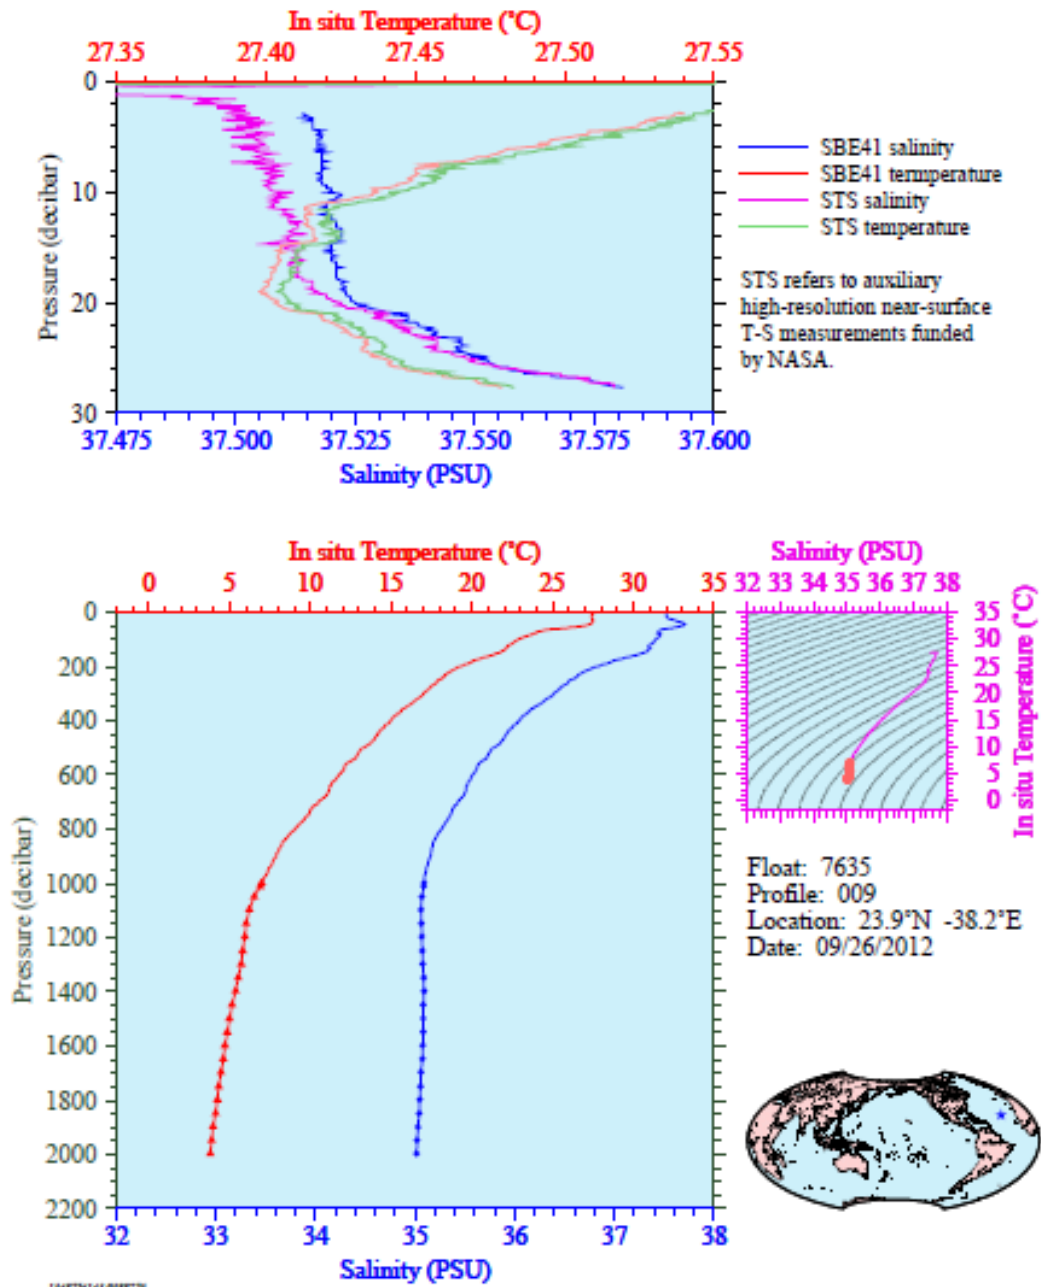 In situ Temperature (°C)
27.35 27.40 27.45 27.50 27.55
0
10
20
30
Pressure (decibar)
37.475 37.500 37.525 37.550 37.575 37.600
Salinity (PSU)
SBE41 salinity
SBE41 termperature
STS salinity
STS temperature
STS refers to auxiliary
high-resolution near-surface
T-S measurements funded
by NASA.
In situ Temperature (°C)
0 5 10 15 20 25 30 35
0
200
400
600
800
1000
1200
1400
1600
1800
2000
2200
Pressure (decibar)
32 33 34 35 36 37 38
Salinity (PSU)
Salinity (PSU)
32 33 34 35 36 37 38
35
30
25
20
15
10
5
0
In situ Temperature (°C)
Float: 7635
Profile: 009
Location: 23.9°N -38.2°E
Date: 09/26/2012